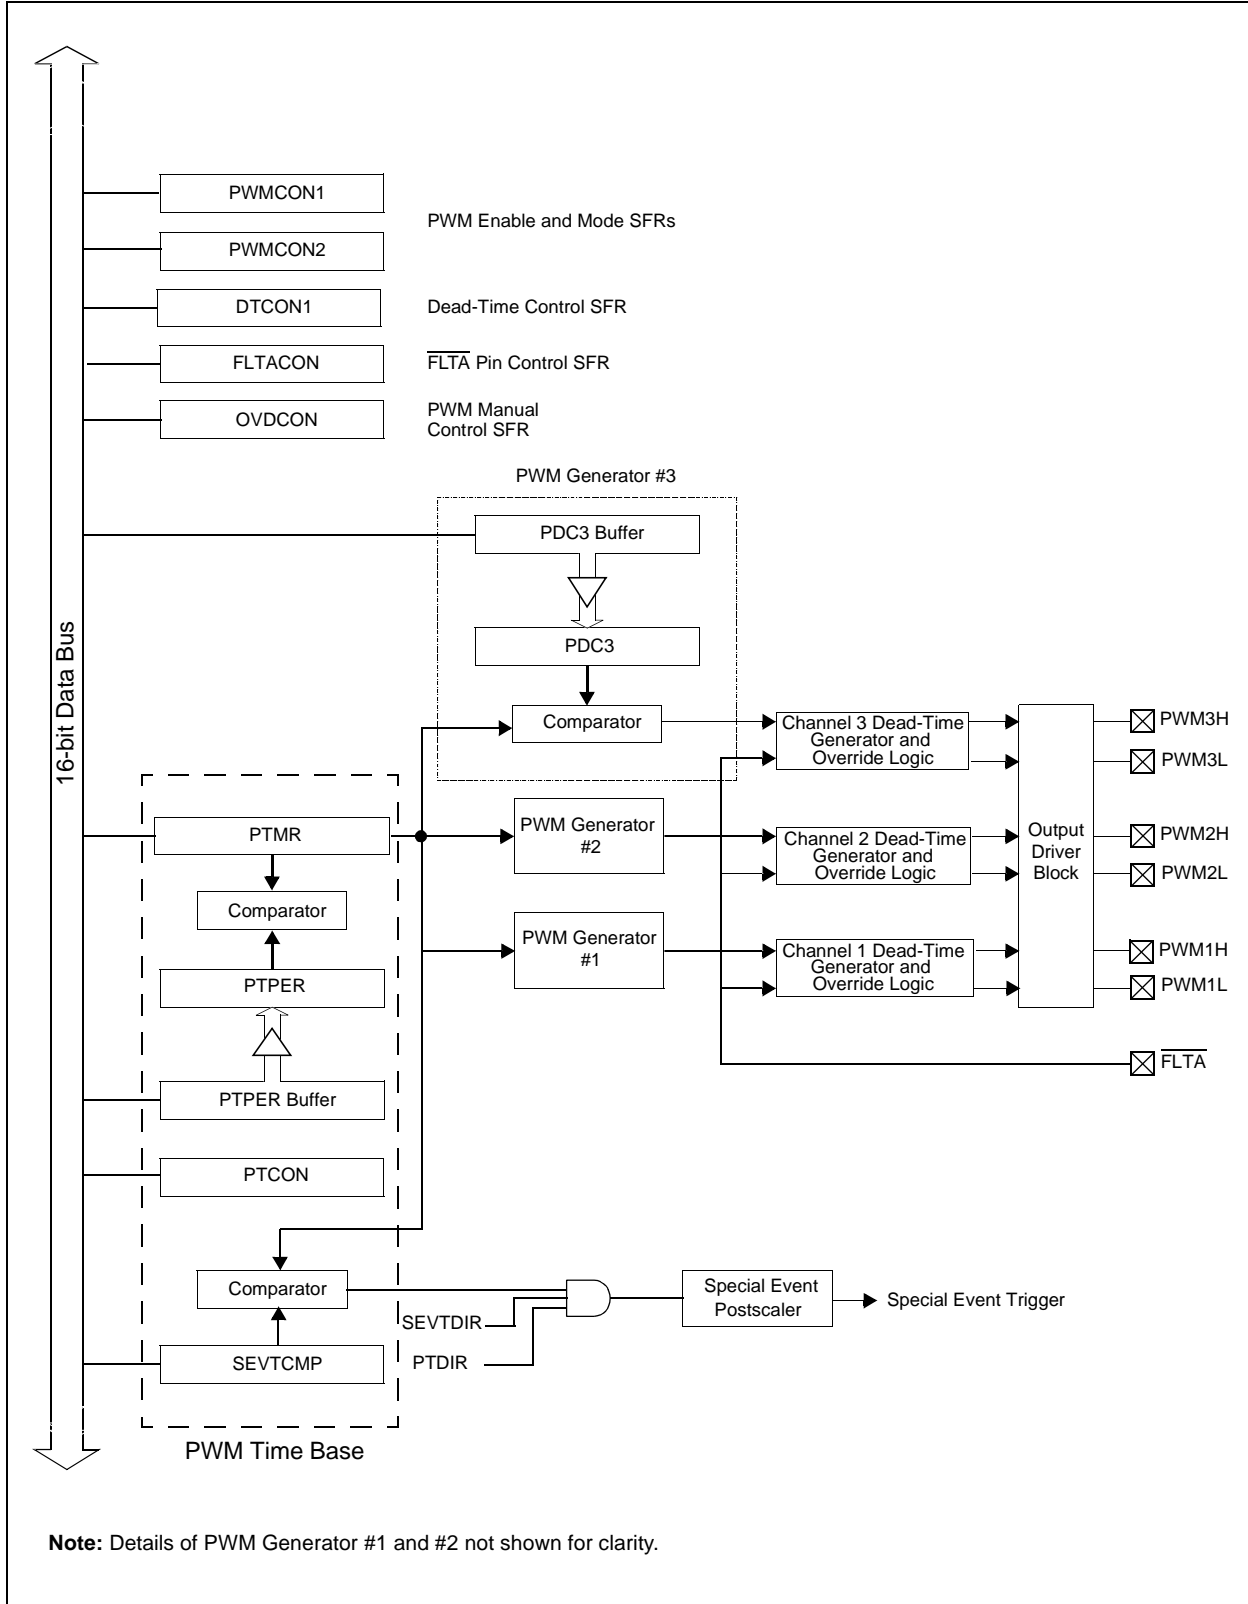 PWMCON1
PWM Enable and Mode SFRs
PWMCON2
DTCON1
Dead-Time Control SFR
FLTACON
FLTA Pin Control SFR
OVDCON
PWM Manual
Control SFR
PWM Generator #3
PDC3 Buffer
PDC3
Comparator
16-bit Data Bus
Channel 3 Dead-Time
Generator and
Override Logic
PWM3H
PWM3L
PTMR
PWM Generator
#2
Channel 2 Dead-Time
Generator and
Override Logic
Output
Driver
Block
PWM2H
PWM2L
Comparator
PWM Generator
#1
Channel 1 Dead-Time
Generator and
Override Logic
PWM1H
PWM1L
PTPER
FLTA
PTPER Buffer
PTCON
Comparator
Special Event
Postscaler
Special Event Trigger
SEVTDIR
SEVTCMP
PTDIR
PWM Time Base
Note: Details of PWM Generator #1 and #2 not shown for clarity.